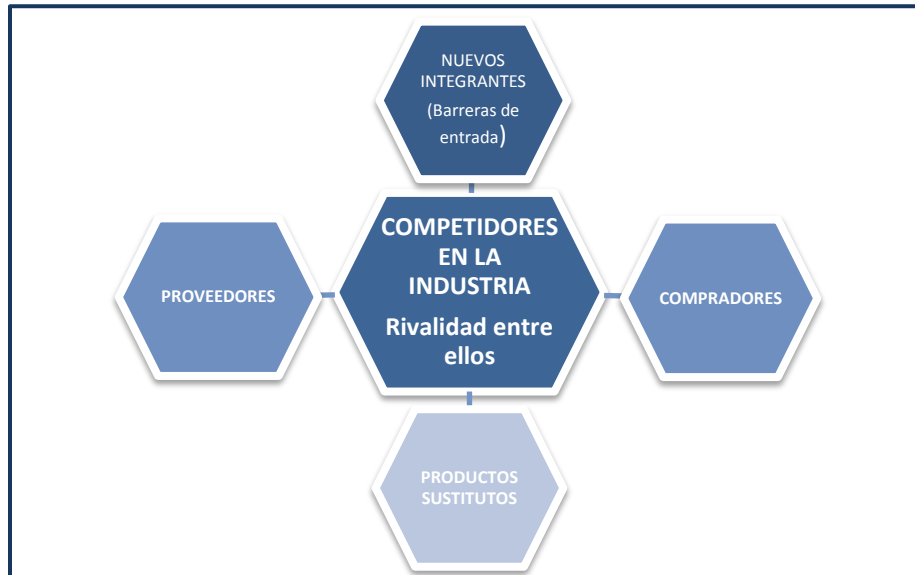 NUEVOS
INTEGRANTES
(Barreras de
entrada)
COMPETIDORES
EN LA
INDUSTRIA
Rivalidad entre
ellos
PROVEEDORES
COMPRADORES
PRODUCTOS
SUSTITUTOS